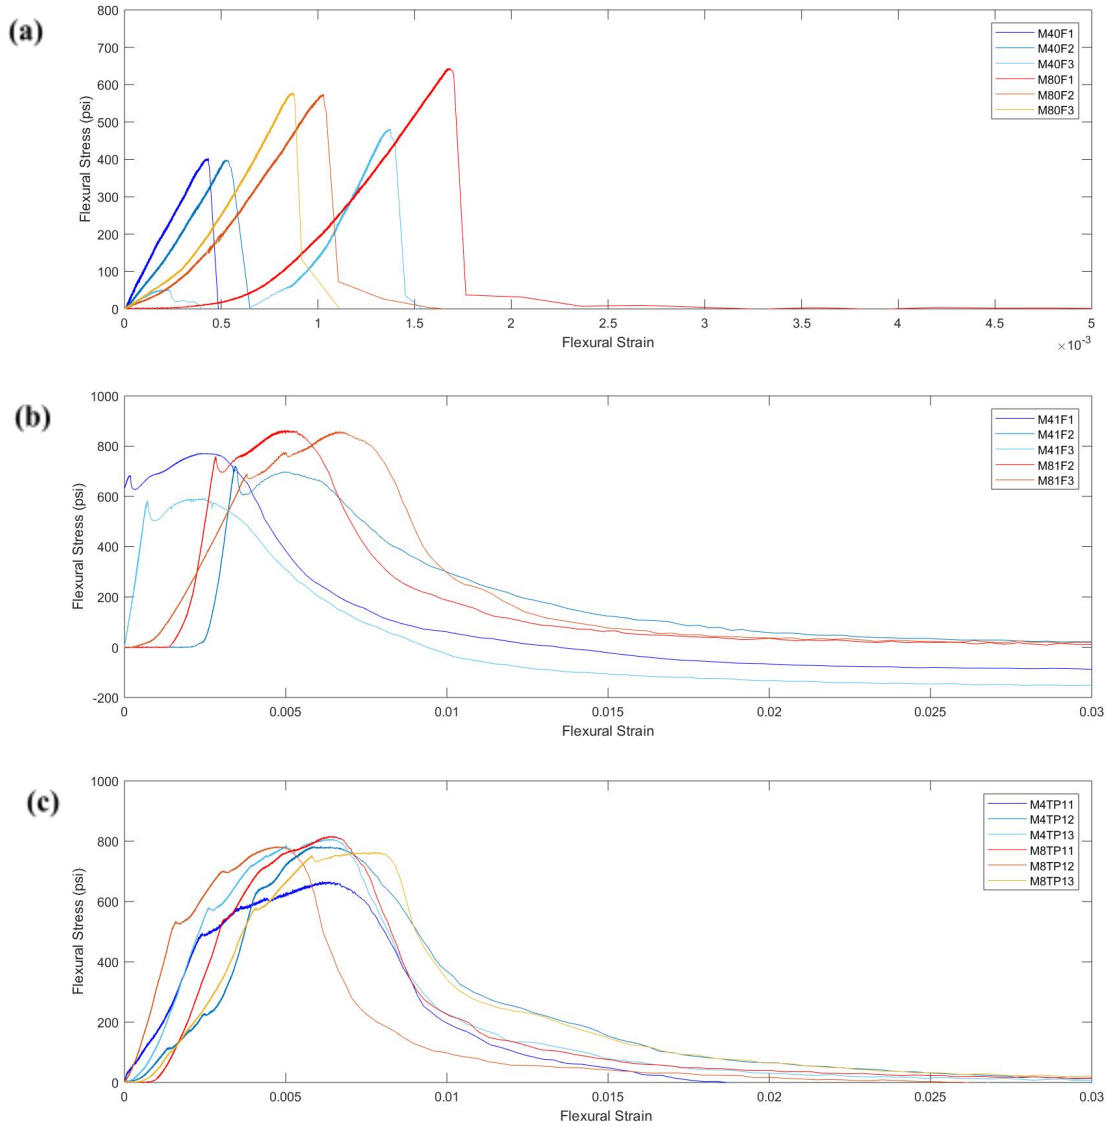 (a)
800
700
600
500
400
300
200
100
0
Flexural Stress (psi)
M40F1
M40F2
M40F3
M80F1
M80F2
M80F3
0 0.5 1 1.5 2 2.5 3 3.5 4 4.5 5
Flexural Strain
×10-3
(b)
1000
800
600
400
200
0
-200
Flexural Stress (psi)
M41F1
M41F2
M41F3
M81F2
M81F3
0 0.005 0.01 0.015 0.02 0.025 0.03
Flexural Strain
(c)
1000
800
600
400
200
0
Flexural Stress (psi)
M4TP11
M4TP12
M4TP13
M8TP11
M8TP12
M8TP13
0 0.005 0.01 0.015 0.02 0.025 0.03
Flexural Strain